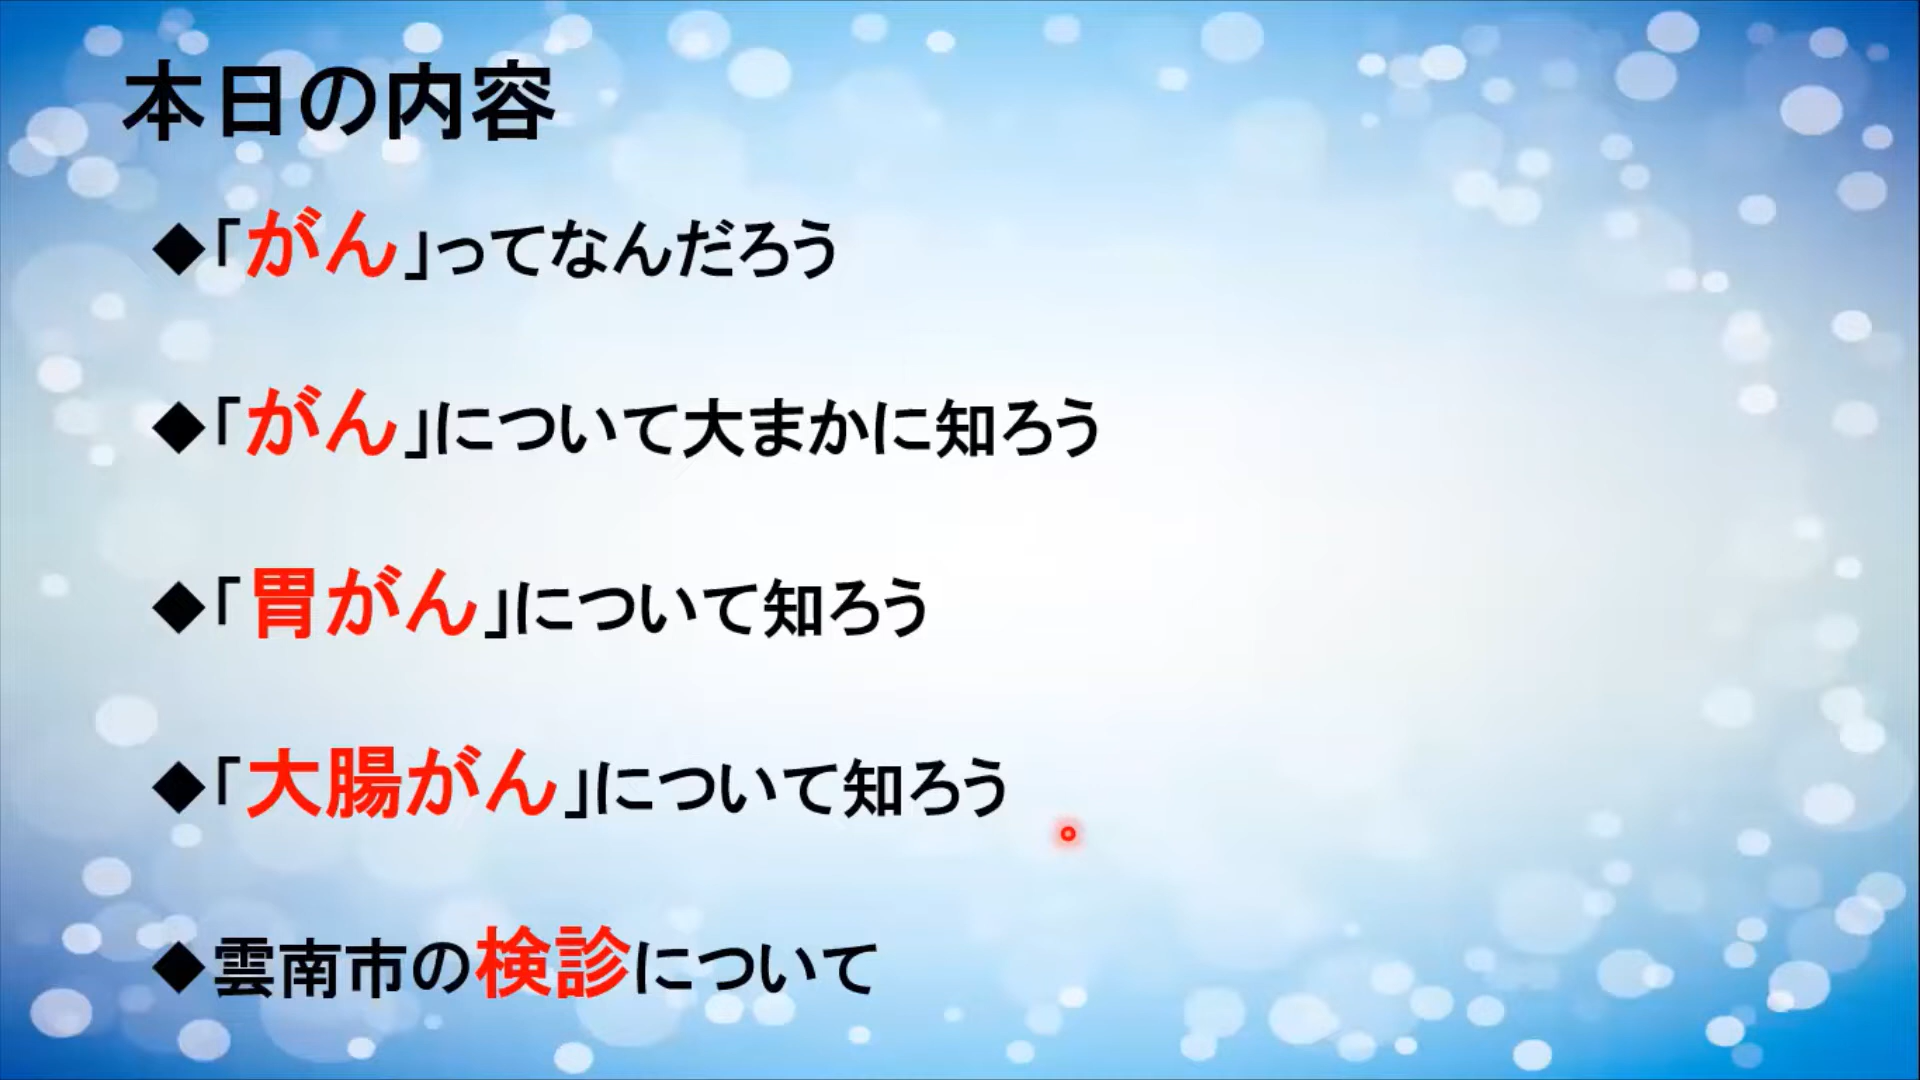 本日の内容
◆「がん」ってなんだろう
◆「がん」について大まかに知ろう
◆「胃がん」について知ろう
◆「大腸がん」について知ろう
◆雲南市の検診について